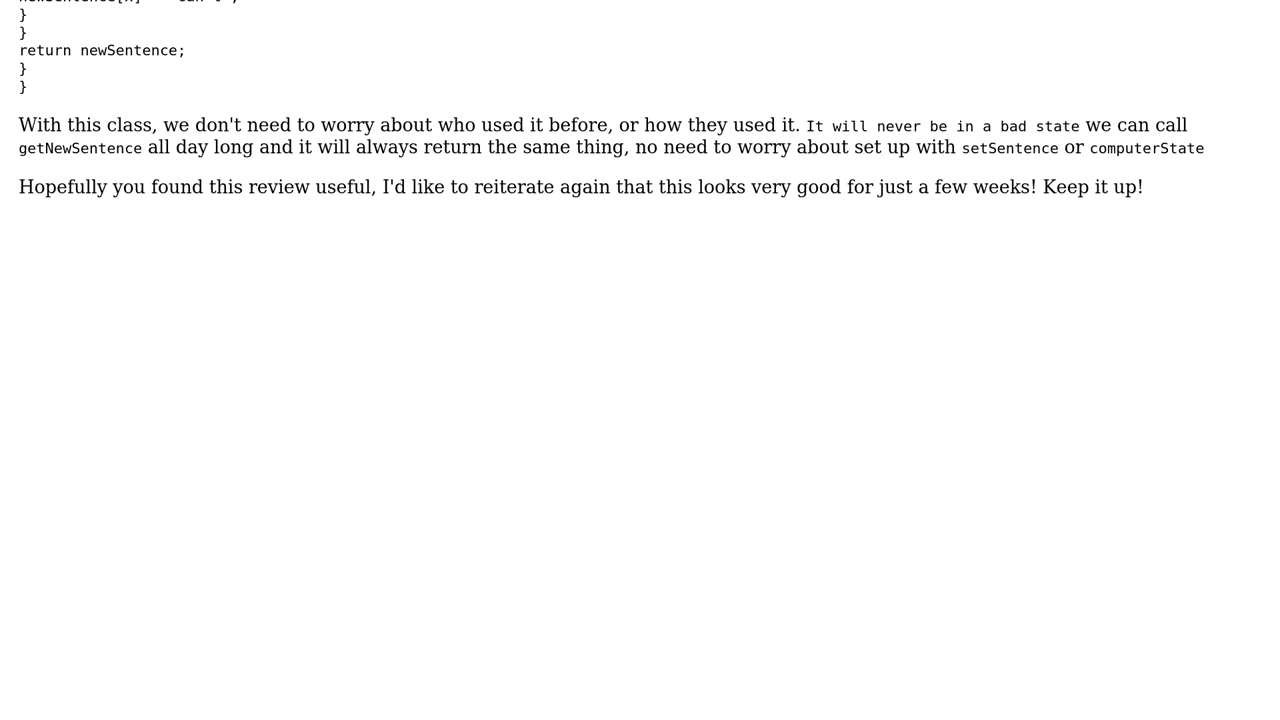 }
}
return newSentence;
}
}
With this class, we don't need to worry about who used it before, or how they used it. It will never be in a bad state we can call
getNewSentence all day long and it will always return the same thing, no need to worry about set up with setSentence or computerState
Hopefully you found this review useful, I'd like to reiterate again that this looks very good for just a few weeks! Keep it up!